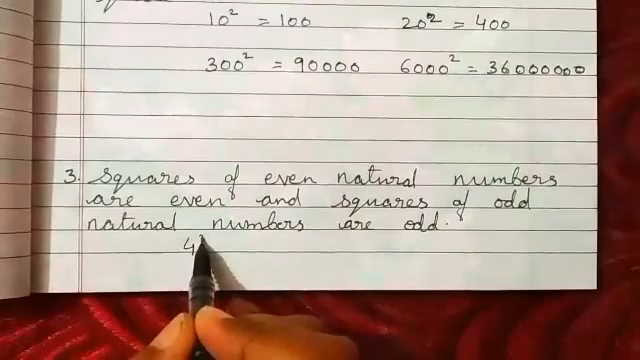 10² = 100 20² = 400
300² = 90000 6000² = 36000000
3. Squares of even natural numbers
are even and squares of odd
natural numbers are odd.
4²